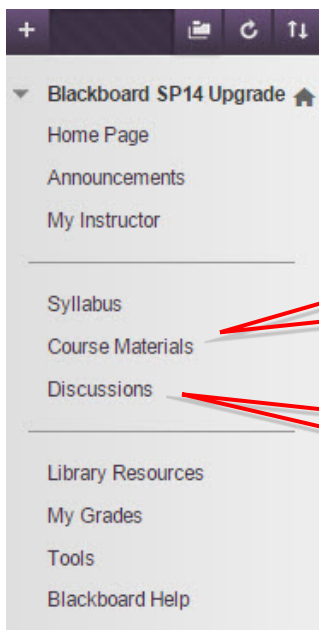 Blackboard SP14 Upgrade
Home Page
Announcements
My Instructor
Syllabus
Course Materials
Discussions
Library Resources
My Grades
Tools
Blackboard Help